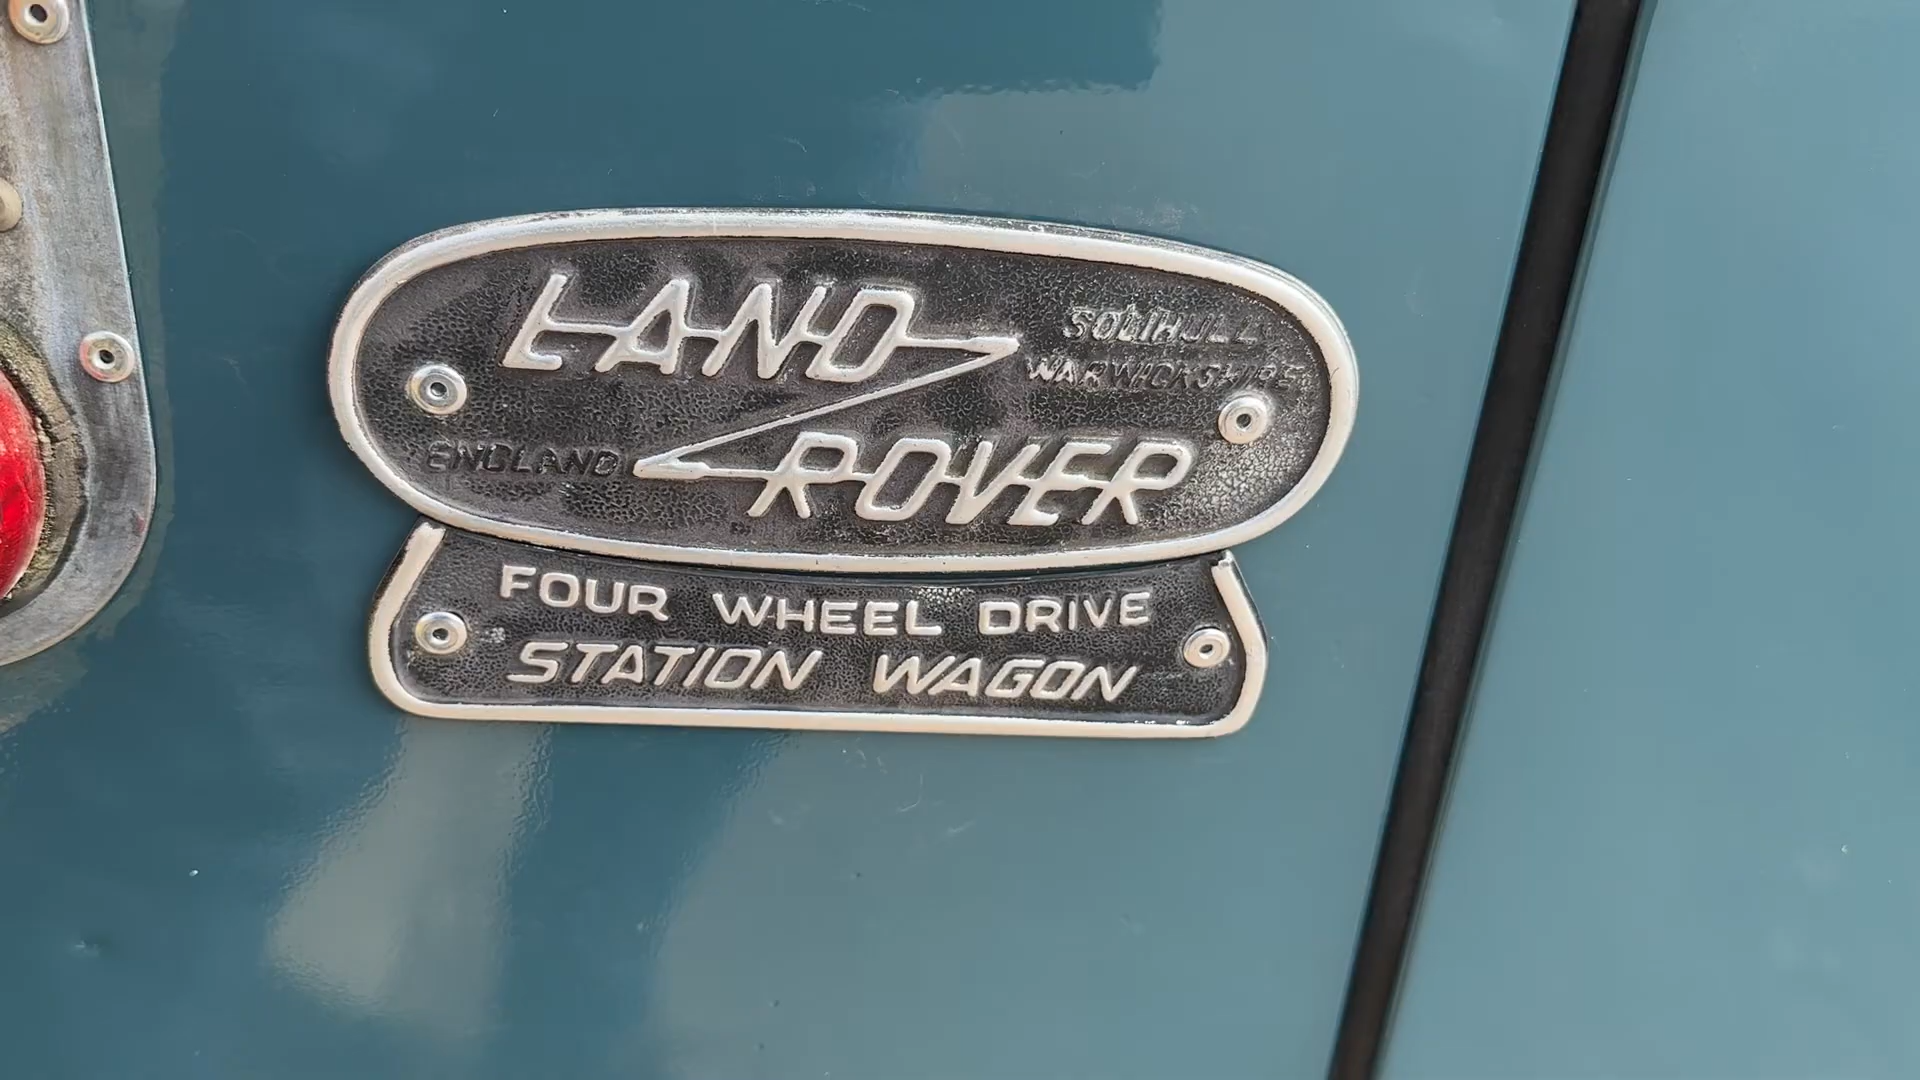 LAND
SOLIHULL
WARWICKSHIRE
ENGLAND
ROVER
FOUR WHEEL DRIVE
STATION WAGON